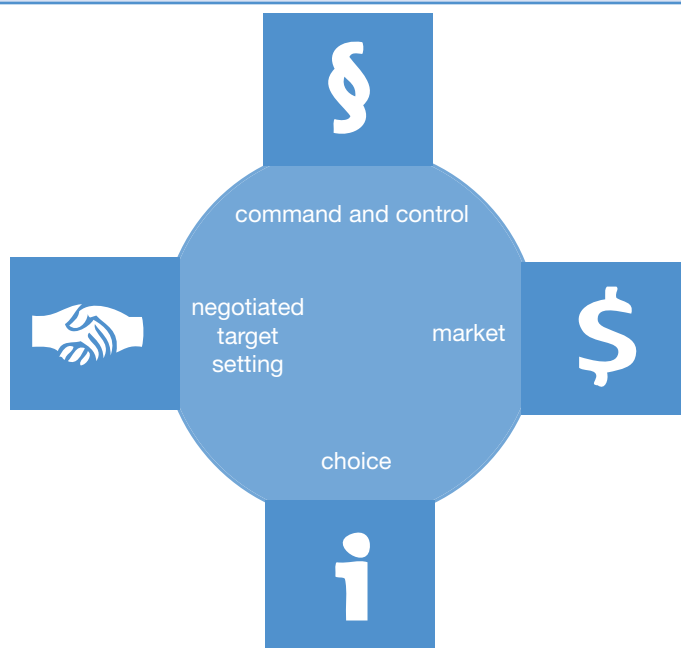 §
command and control
negotiated
target
setting
market
$
choice
i